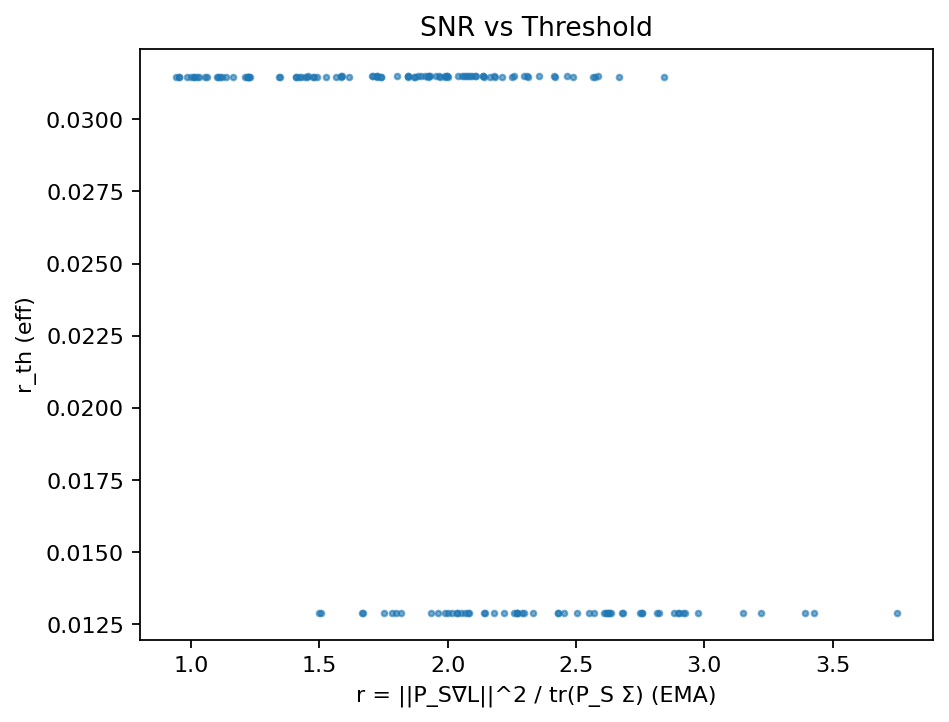 SNR vs Threshold
r_th (eff)
0.0300
0.0275
0.0250
0.0225
0.0200
0.0175
0.0150
0.0125
1.0 1.5 2.0 2.5 3.0 3.5
r = ||P_S∇L||^2 / tr(P_S Σ) (EMA)